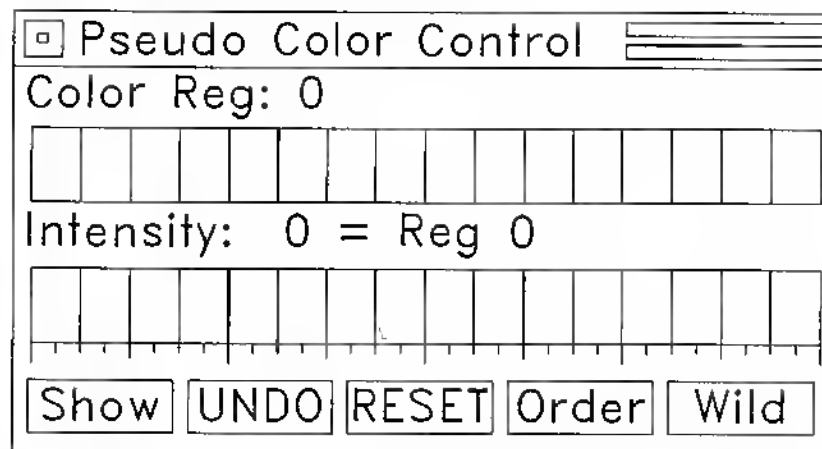 Pseudo Color Control
Color Reg: 0
Intensity: 0 = Reg 0
Show UNDO RESET Order Wild